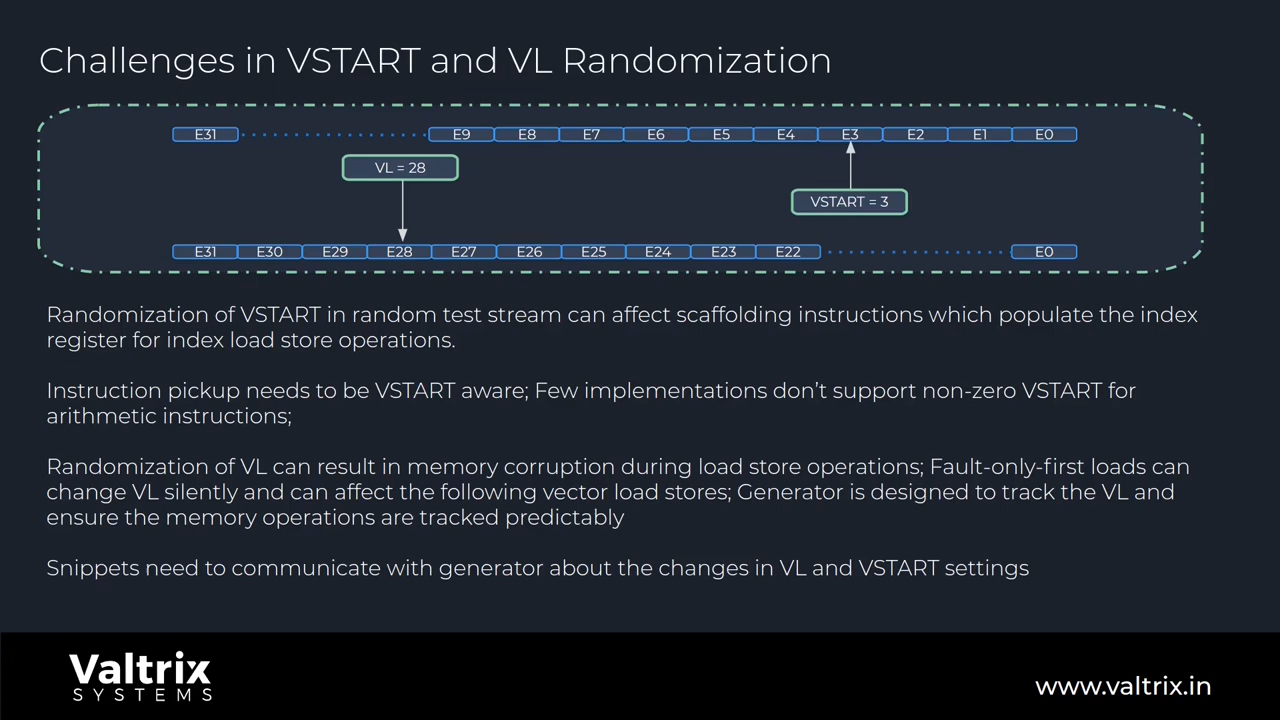 Challenges in VSTART and VL Randomization
E31 E9 E8 E7 E6 E5 E4 E3 E2 E1 E0
VL = 28
VSTART = 3
E31 E30 E29 E28 E27 E26 E25 E24 E23 E22 E0
Randomization of VSTART in random test stream can affect scaffolding instructions which populate the index
register for index load store operations.
Instruction pickup needs to be VSTART aware; Few implementations don’t support non-zero VSTART for
arithmetic instructions;
Randomization of VL can result in memory corruption during load store operations; Fault-only-first loads can
change VL silently and can affect the following vector load stores; Generator is designed to track the VL and
ensure the memory operations are tracked predictably
Snippets need to communicate with generator about the changes in VL and VSTART settings
Valtrix
SYSTEMS
www.valtrix.in